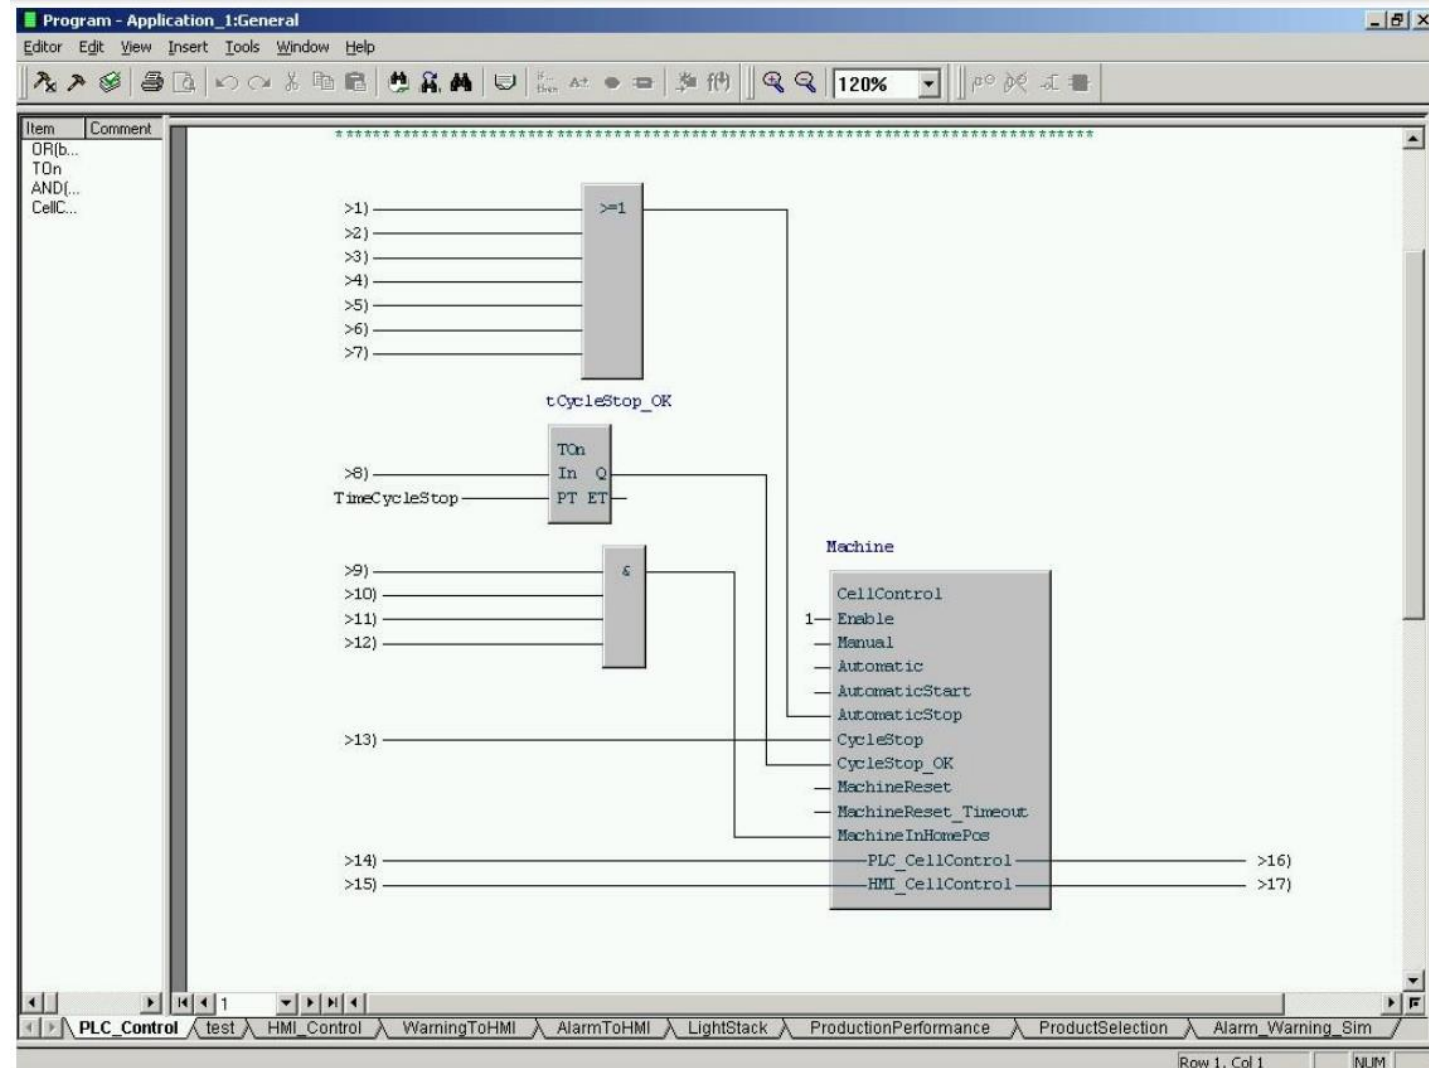 Program - Application_1:General
Editor Edit View Insert Tools Window Help
120%
Item Comment
OR(b...
TOn
AND(...
CellC...
*******************************************************************************
>1) >=1
>2)
>3)
>4)
>5)
>6)
>7)
tCycleStop_OK
TOn
>8) In Q
TimeCycleStop PT ET
Machine
>9) &
>10) CellControl
>11) 1 Enable
>12) Manual
Automatic
AutomaticStart
AutomaticStop
>13) CycleStop
CycleStop_OK
MachineReset
MachineReset_Timeout
MachineInHomePos
>14) PLC_CellControl >16)
>15) HMI_CellControl >17)
1
PLC_Control test HMI_Control WarningToHMI AlarmToHMI LightStack ProductionPerformance ProductSelection Alarm_Warning_Sim
Row 1, Col 1 NUM